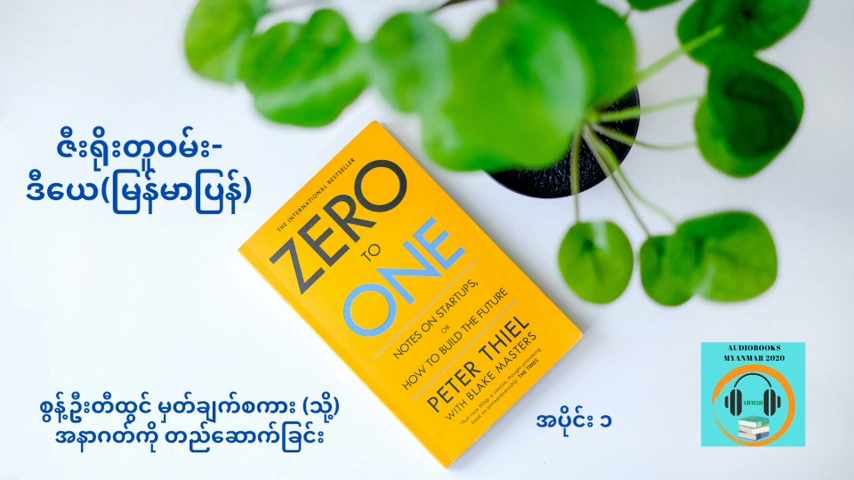 ဇီးရိုးတူဝမ်း-
ဒီယေ(မြန်မာပြန်)
THE INTERNATIONAL BESTSELLER
ZERO
TO
ONE
NOTES ON STARTUPS,
OR
HOW TO BUILD THE FUTURE
PETER THIEL
WITH BLAKE MASTERS
THE TIMES
စွန့်ဦးတီထွင် မှတ်ချက်စကား (သို့)
အနာဂတ်ကို တည်ဆောက်ခြင်း
အပိုင်း ၁
AUDIOBOOKS
MYANMAR 2020
ABM20